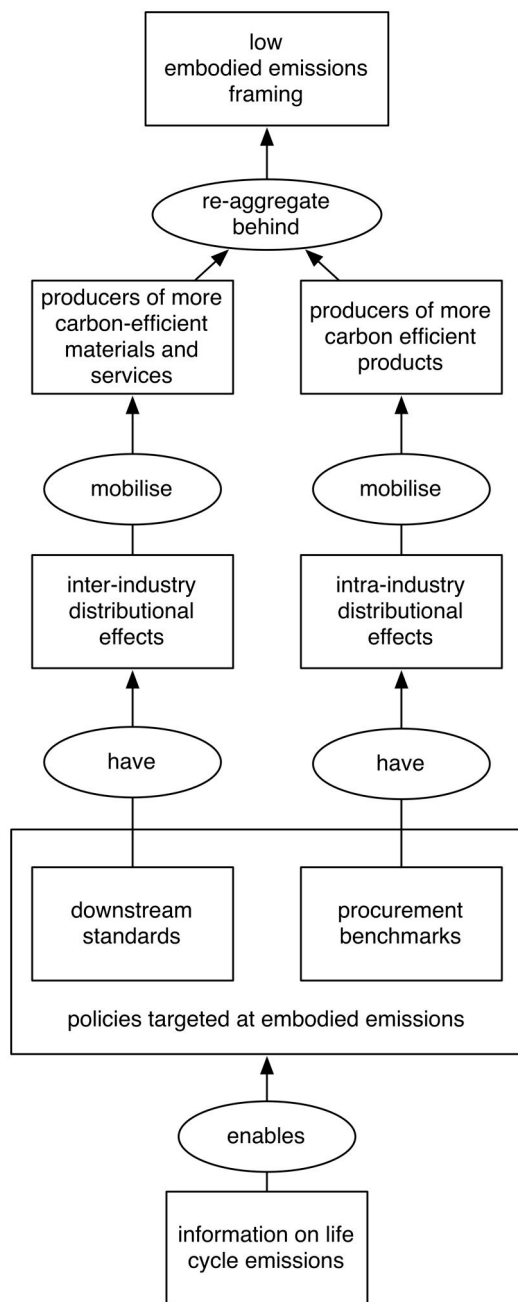 low
embodied emissions
framing
re-aggregate
behind
producers of more
carbon-efficient
materials and
services
producers of more
carbon efficient
products
mobilise
mobilise
inter-industry
distributional
effects
intra-industry
distributional
effects
have
have
downstream
standards
procurement
benchmarks
policies targeted at embodied emissions
enables
information on life
cycle emissions